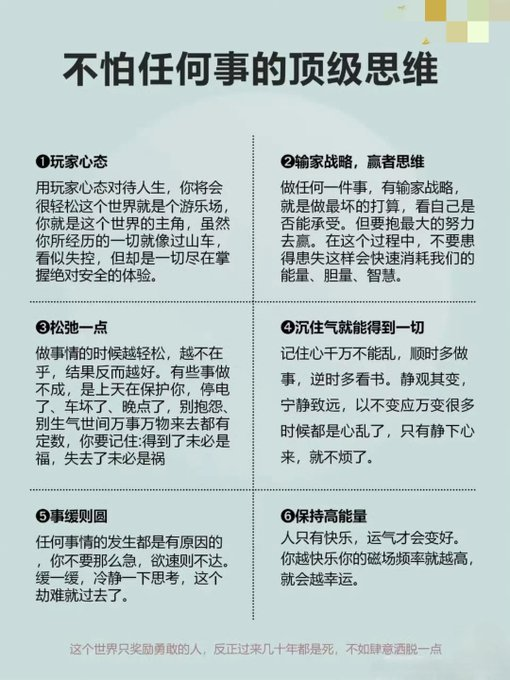 不怕任何事的顶级思维
❶玩家心态
用玩家心态对待人生，你将会
很轻松这个世界就是个游乐场，
你就是这个世界的主角，虽然
你所经历的一切就像过山车，
看似失控，但却是一切尽在掌
握绝对安全的体验。
❷输家战略，赢者思维
做任何一件事，有输家战略，
就是做最坏的打算，看自己是
否能承受。但要抱最大的努力
去赢。在这个过程中，不要患
得患失这样会快速消耗我们的
能量、胆量、智慧。
❸松弛一点
做事情的时候越轻松，越不在
乎，结果反而越好。有些事做
不成，是上天在保护你，停电
了、车坏了、晚点了，别抱怨、
别生气世间万事万物来去都有
定数，你要记住:得到了未必是
福，失去了未必是祸
❹沉住气就能得到一切
记住心千万不能乱，顺时多做
事，逆时多看书。静观其变，
宁静致远，以不变应万变很多
时候都是心乱了，只有静下心
来，就不烦了。
❺事缓则圆
任何事情的发生都是有原因的
，你不要那么急，欲速则不达。
缓一缓，冷静一下思考，这个
劫难就过去了。
❻保持高能量
人只有快乐，运气才会变好。
你越快乐你的磁场频率就越高，
就会越幸运。
这个世界只奖励勇敢的人，反正过来几十年都是死，不如肆意洒脱一点